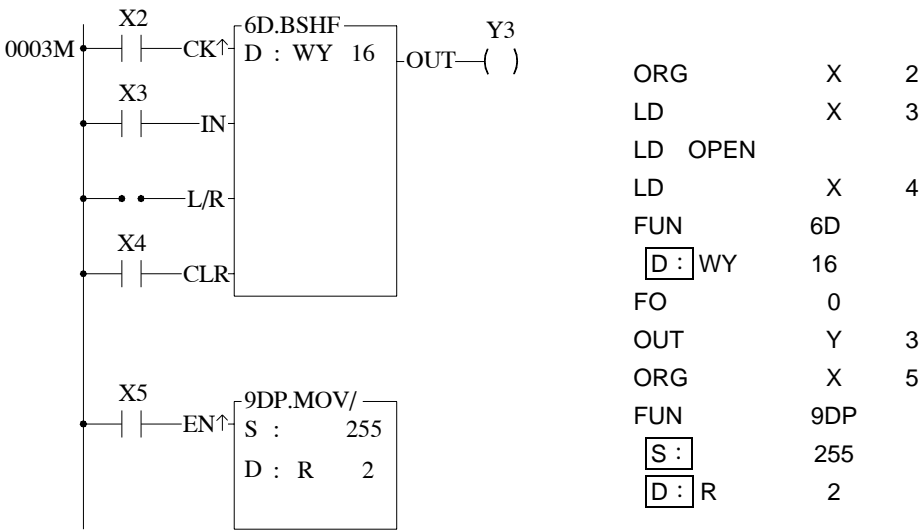 X2
0003M
CK↑
6D.BSHF
D : WY 16
OUT
Y3
( )
X3
IN
L/R
X4
CLR
X5
EN↑
9DP.MOV/
S : 255
D : R 2
ORG X 2
LD X 3
LD OPEN
LD X 4
FUN 6D
D : WY 16
FO 0
OUT Y 3
ORG X 5
FUN 9DP
S : 255
D : R 2